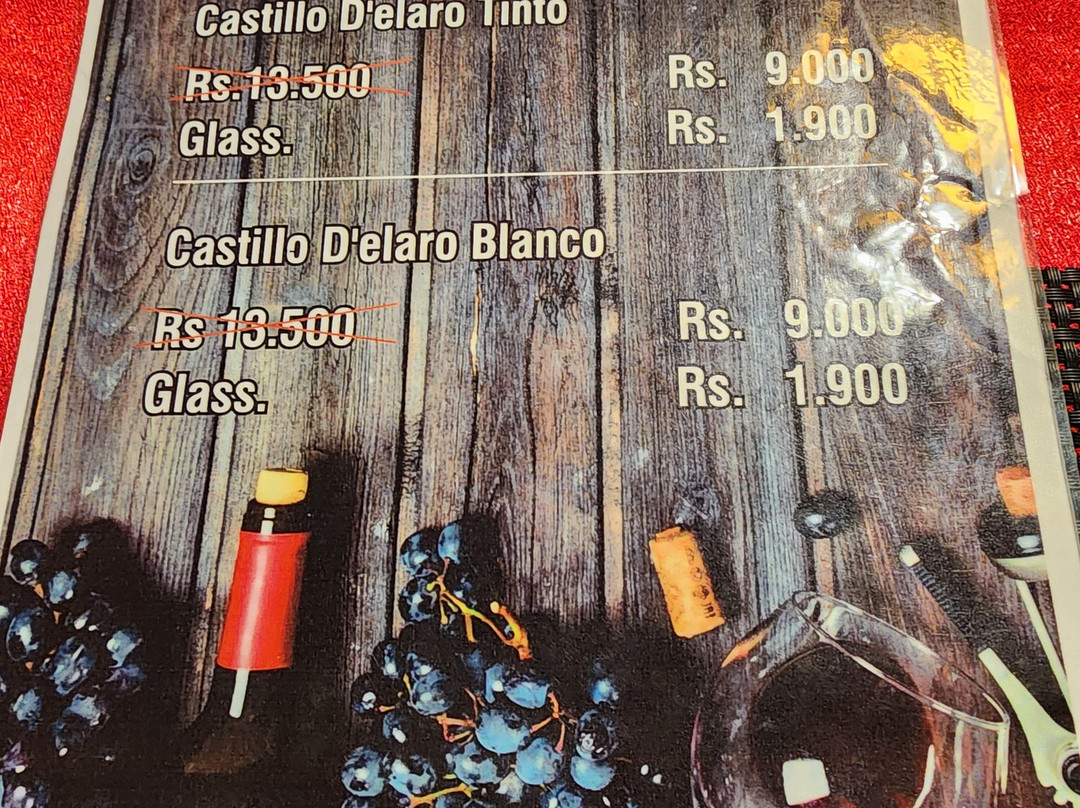 Castillo D'elaro Tinto
Rs. 13.500 Rs. 9.000
Glass. Rs. 1.900
Castillo D'elaro Blanco
Rs 13.500 Rs. 9.000
Glass. Rs. 1.900